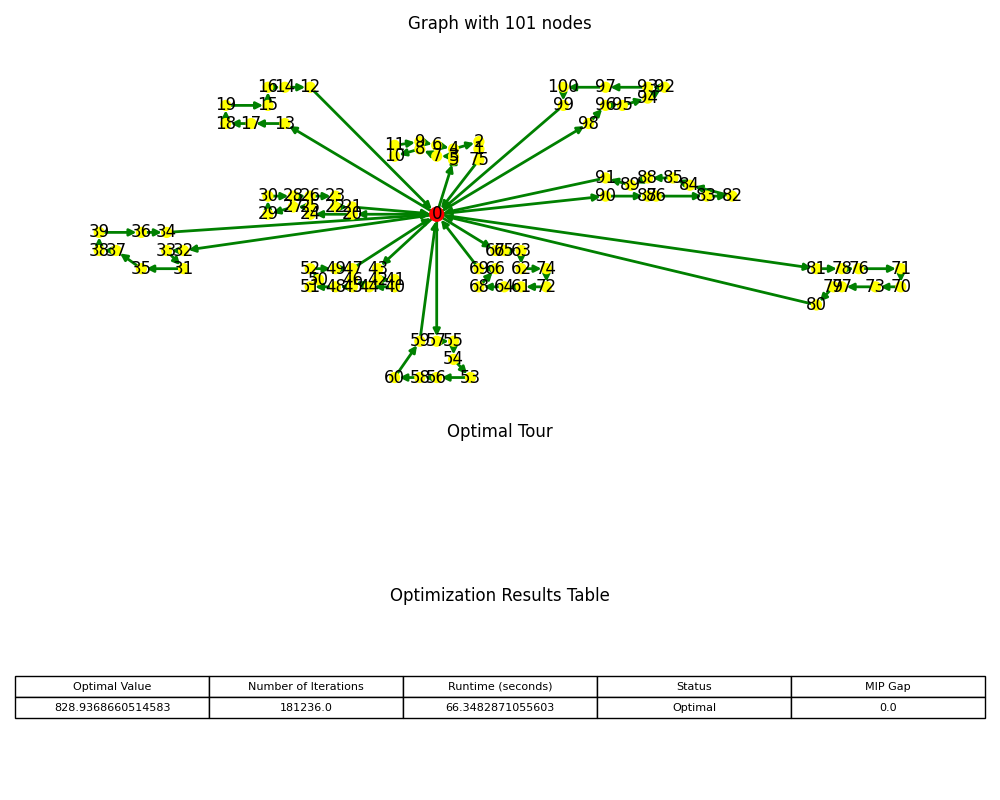 Graph with 101 nodes
16 14 12 100 97 93 92
19 15 99 96 95 94
18 17 13 98
11 9 6 4 2
10 8 7 3 1
5 75
91 89 88 85 84
30 28 26 23 90 87 86 83 82
29 27 25 24 22 21 20 0
39 36 34
38 37 33 32 67 65 63
35 31 52 49 47 43 69 66 62 74 81 78 76 71
50 46 42 41
51 48 45 44 40 68 64 61 72 79 77 73 70
80
59 57 55
54
60 58 56 53
Optimal Tour
Optimization Results Table
Optimal Value Number of Iterations Runtime (seconds) Status MIP Gap
828.9368660514583 181236.0 66.3482871055603 Optimal 0.0